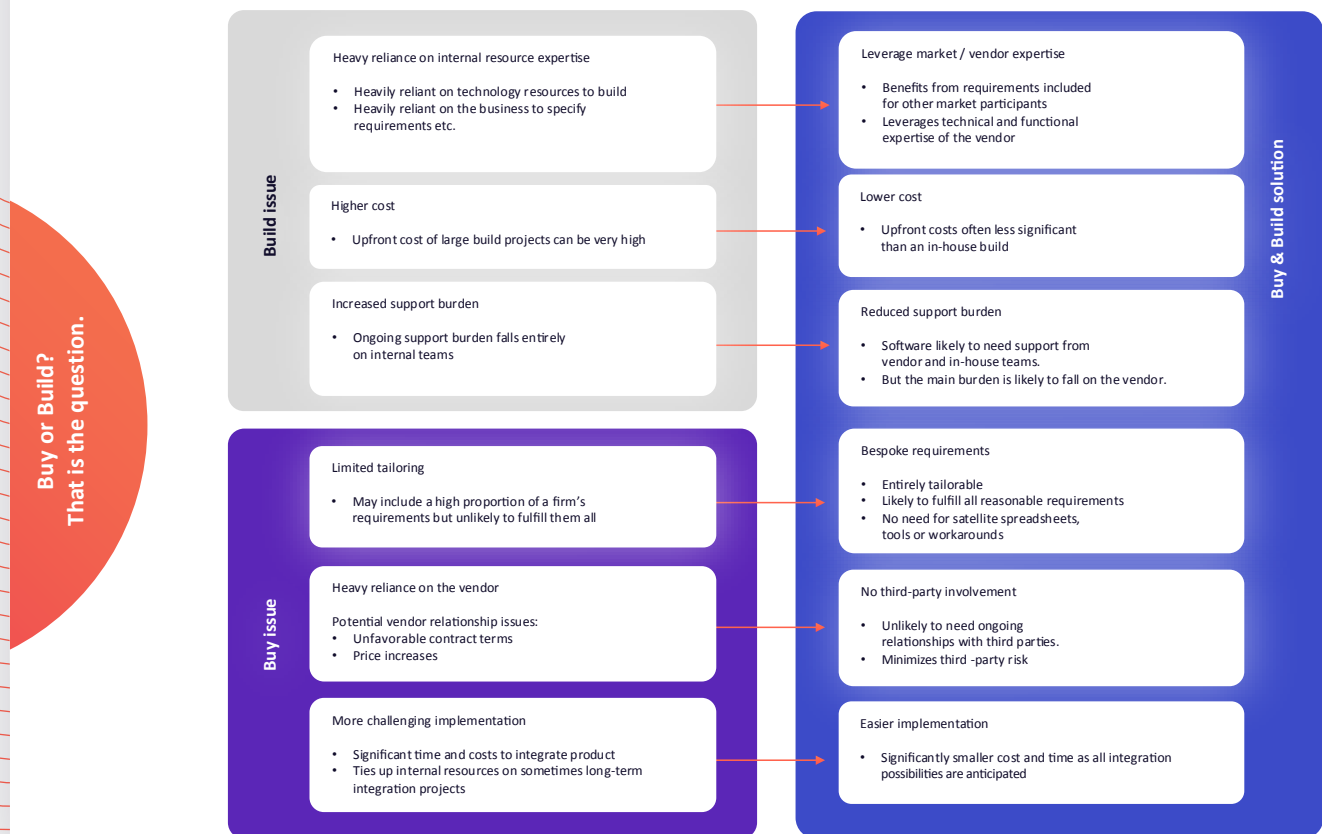 Buy or Build?
That is the question.
Build issue
Heavy reliance on internal resource expertise
• Heavily reliant on technology resources to build
• Heavily reliant on the business to specify
requirements etc.
Higher cost
• Upfront cost of large build projects can be very high
Increased support burden
• Ongoing support burden falls entirely
on internal teams
Buy issue
Limited tailoring
• May include a high proportion of a firm’s
requirements but unlikely to fulfill them all
Heavy reliance on the vendor
Potential vendor relationship issues:
• Unfavorable contract terms
• Price increases
More challenging implementation
• Significant time and costs to integrate product
• Ties up internal resources on sometimes long-term
integration projects
Buy & Build solution
Leverage market / vendor expertise
• Benefits from requirements included
for other market participants
• Leverages technical and functional
expertise of the vendor
Lower cost
• Upfront costs often less significant
than an in-house build
Reduced support burden
• Software likely to need support from
vendor and in-house teams.
• But the main burden is likely to fall on the vendor.
Bespoke requirements
• Entirely tailorable
• Likely to fulfill all reasonable requirements
• No need for satellite spreadsheets,
tools or workarounds
No third-party involvement
• Unlikely to need ongoing
relationships with third parties.
• Minimizes third -party risk
Easier implementation
• Significantly smaller cost and time as all integration
possibilities are anticipated